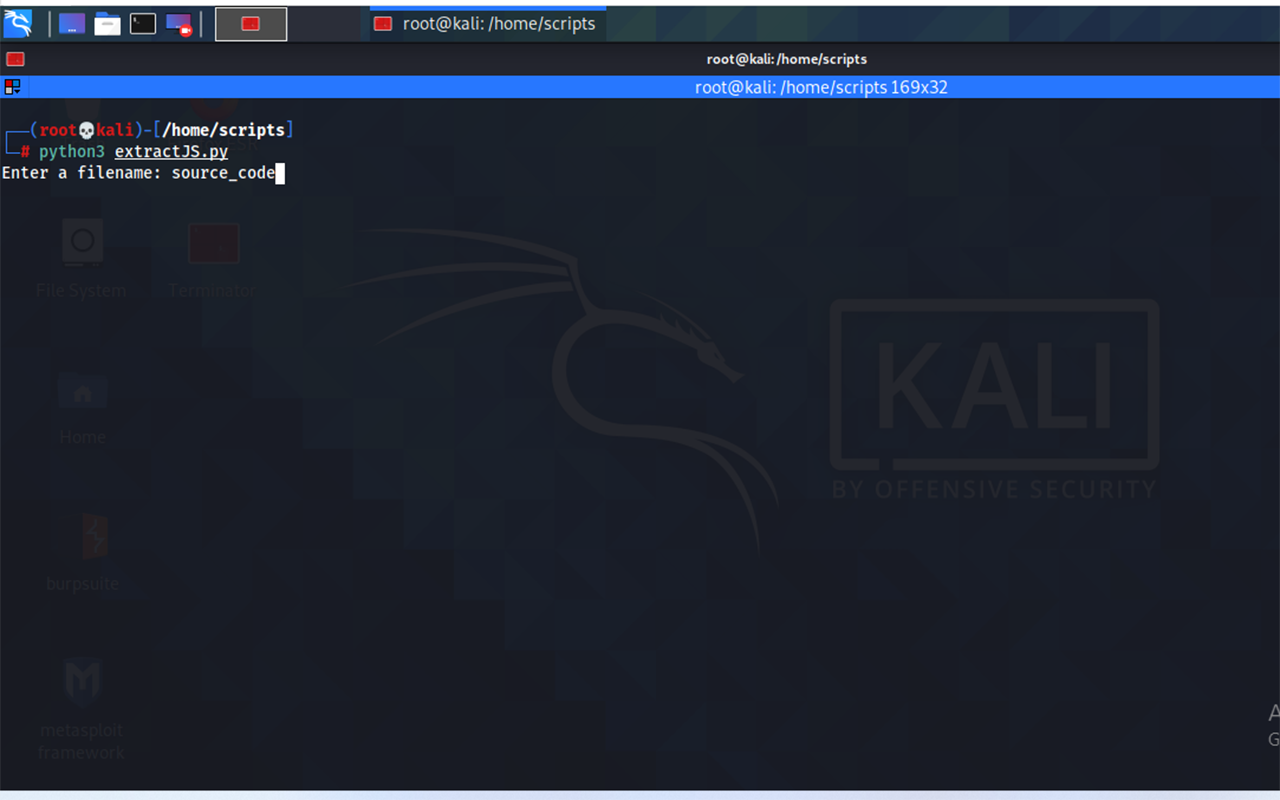 root@kali: /home/scripts
root@kali: /home/scripts
root@kali: /home/scripts 169x32
┌──(root💀kali)-[/home/scripts]
└─# python3 extractJS.py
Enter a filename: source_code
File System
Terminator
Home
KALI
BY OFFENSIVE SECURITY
burpsuite
metasploit
framework
A
G